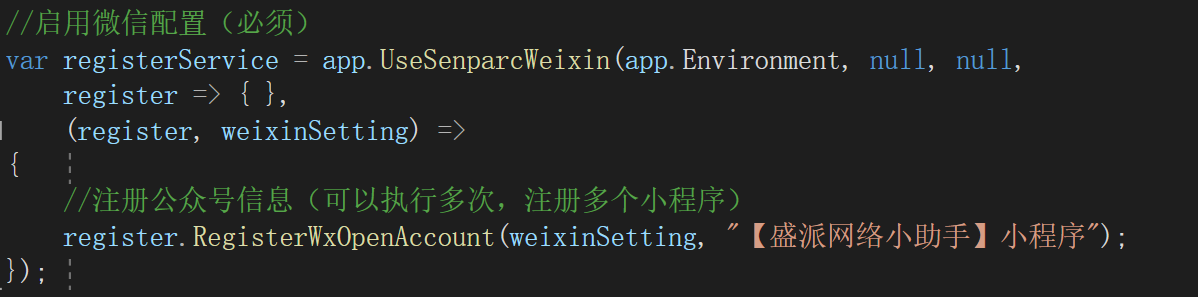 //启用微信配置（必须）
var registerService = app.UseSenparcWeixin(app.Environment, null, null,
register => { },
(register, weixinSetting) =>
{
//注册公众号信息（可以执行多次，注册多个小程序）
register.RegisterWxOpenAccount(weixinSetting, "【盛派网络小助手】小程序");
});